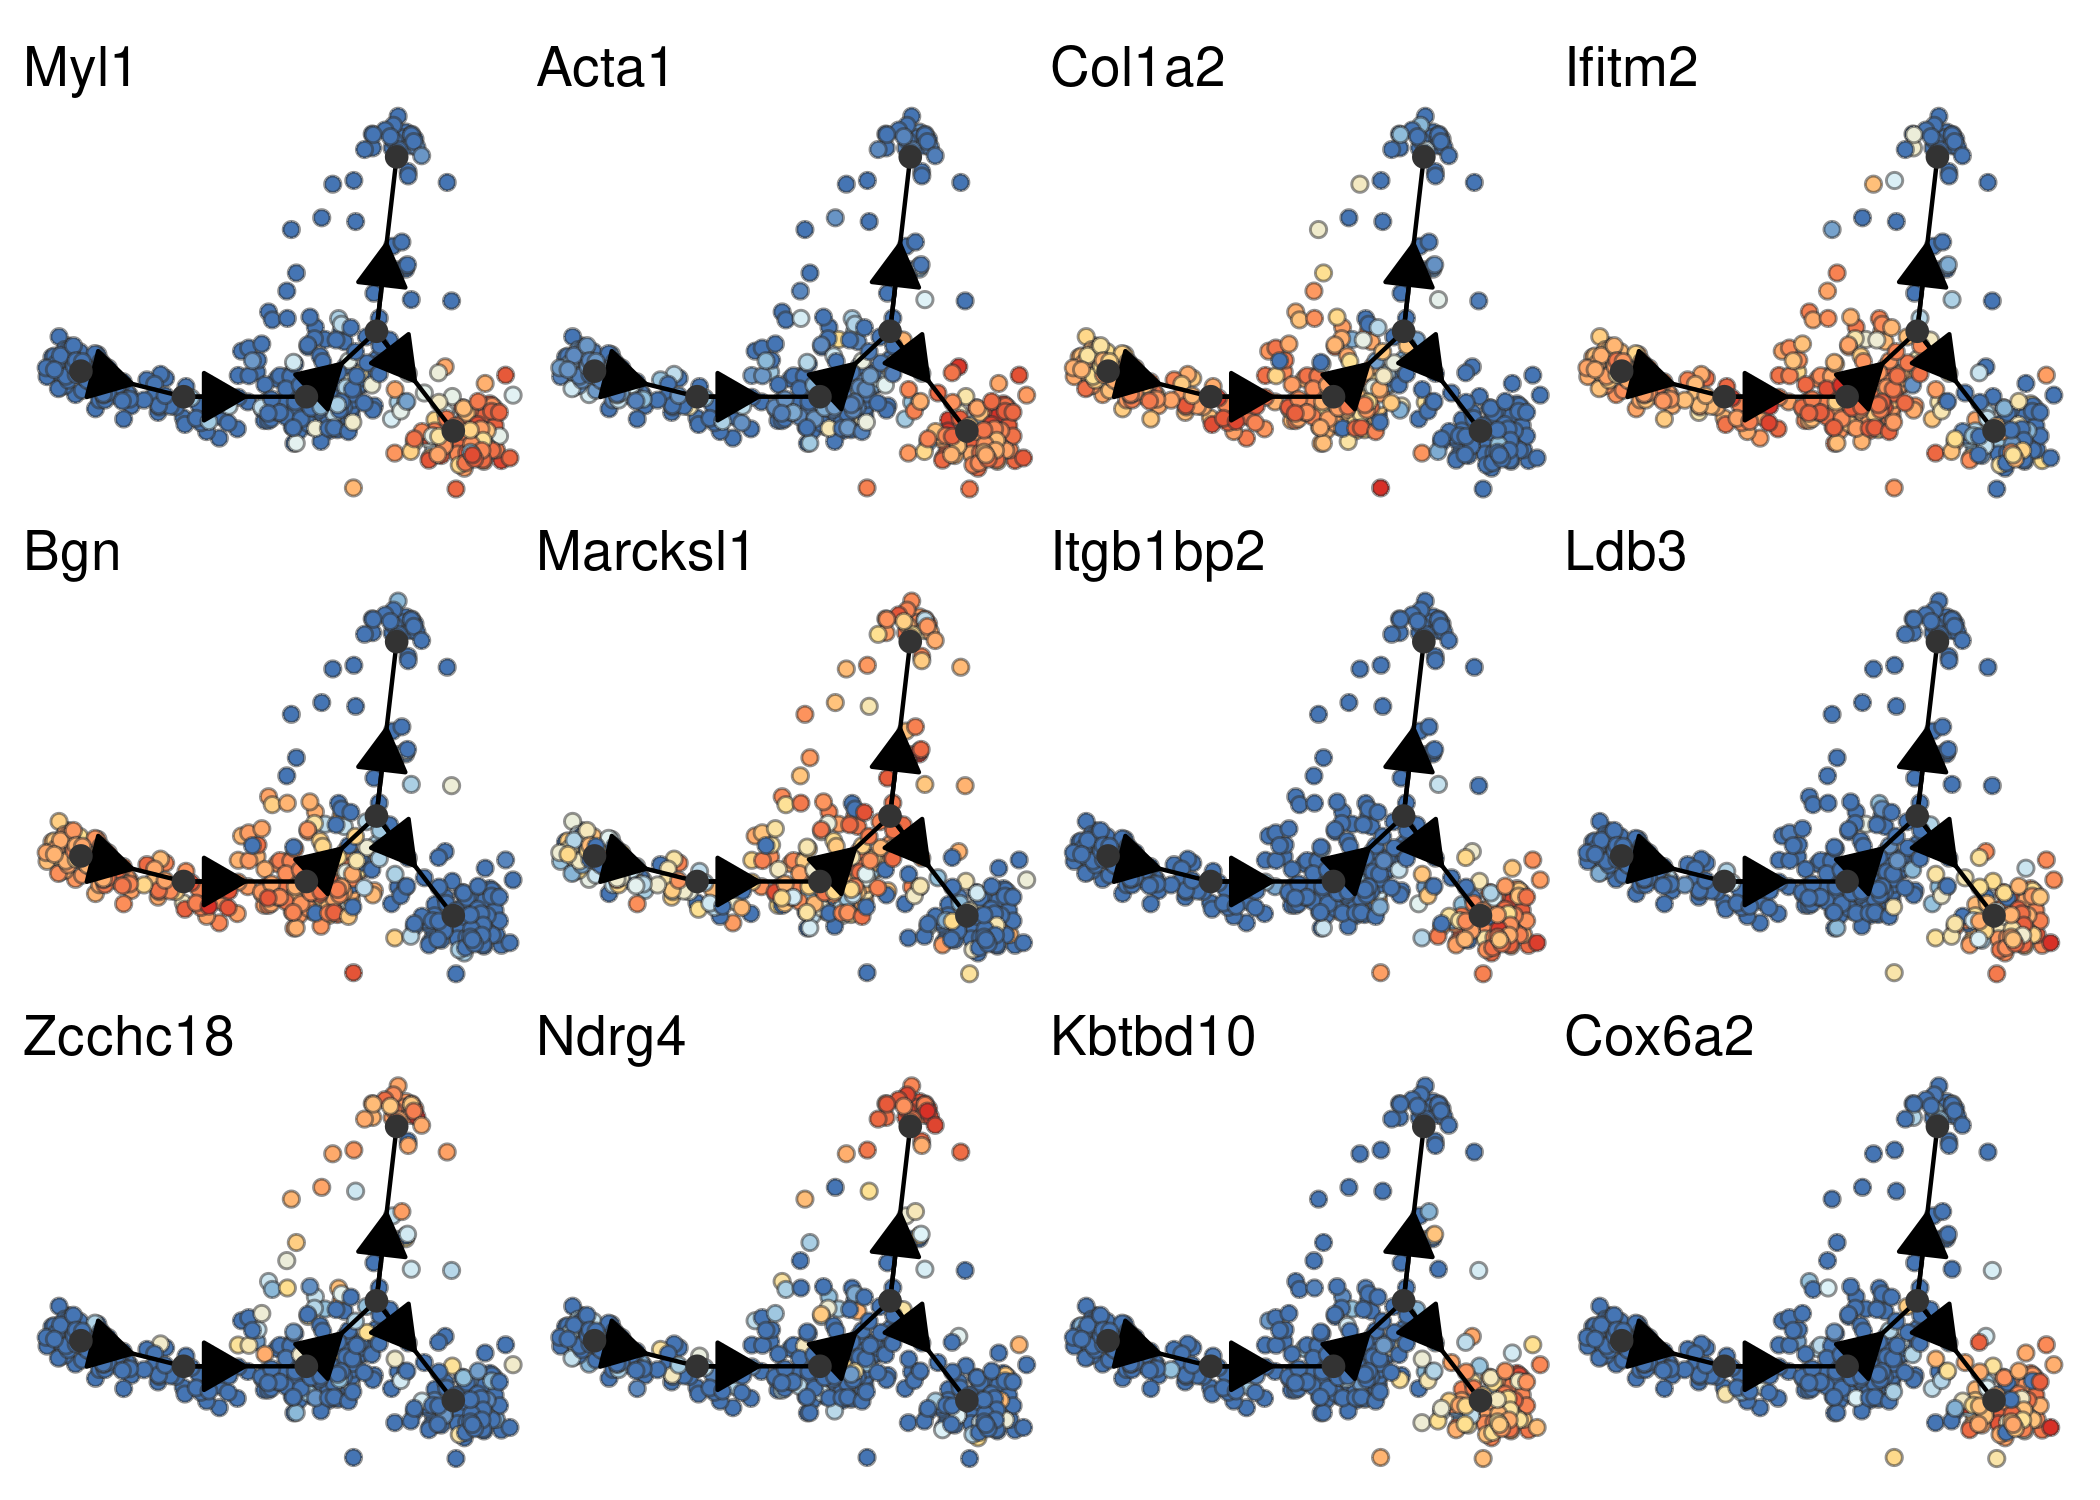 Myl1
Acta1
Col1a2
Ifitm2
Bgn
Marcksl1
Itgb1bp2
Ldb3
Zcchc18
Ndrg4
Kbtbd10
Cox6a2